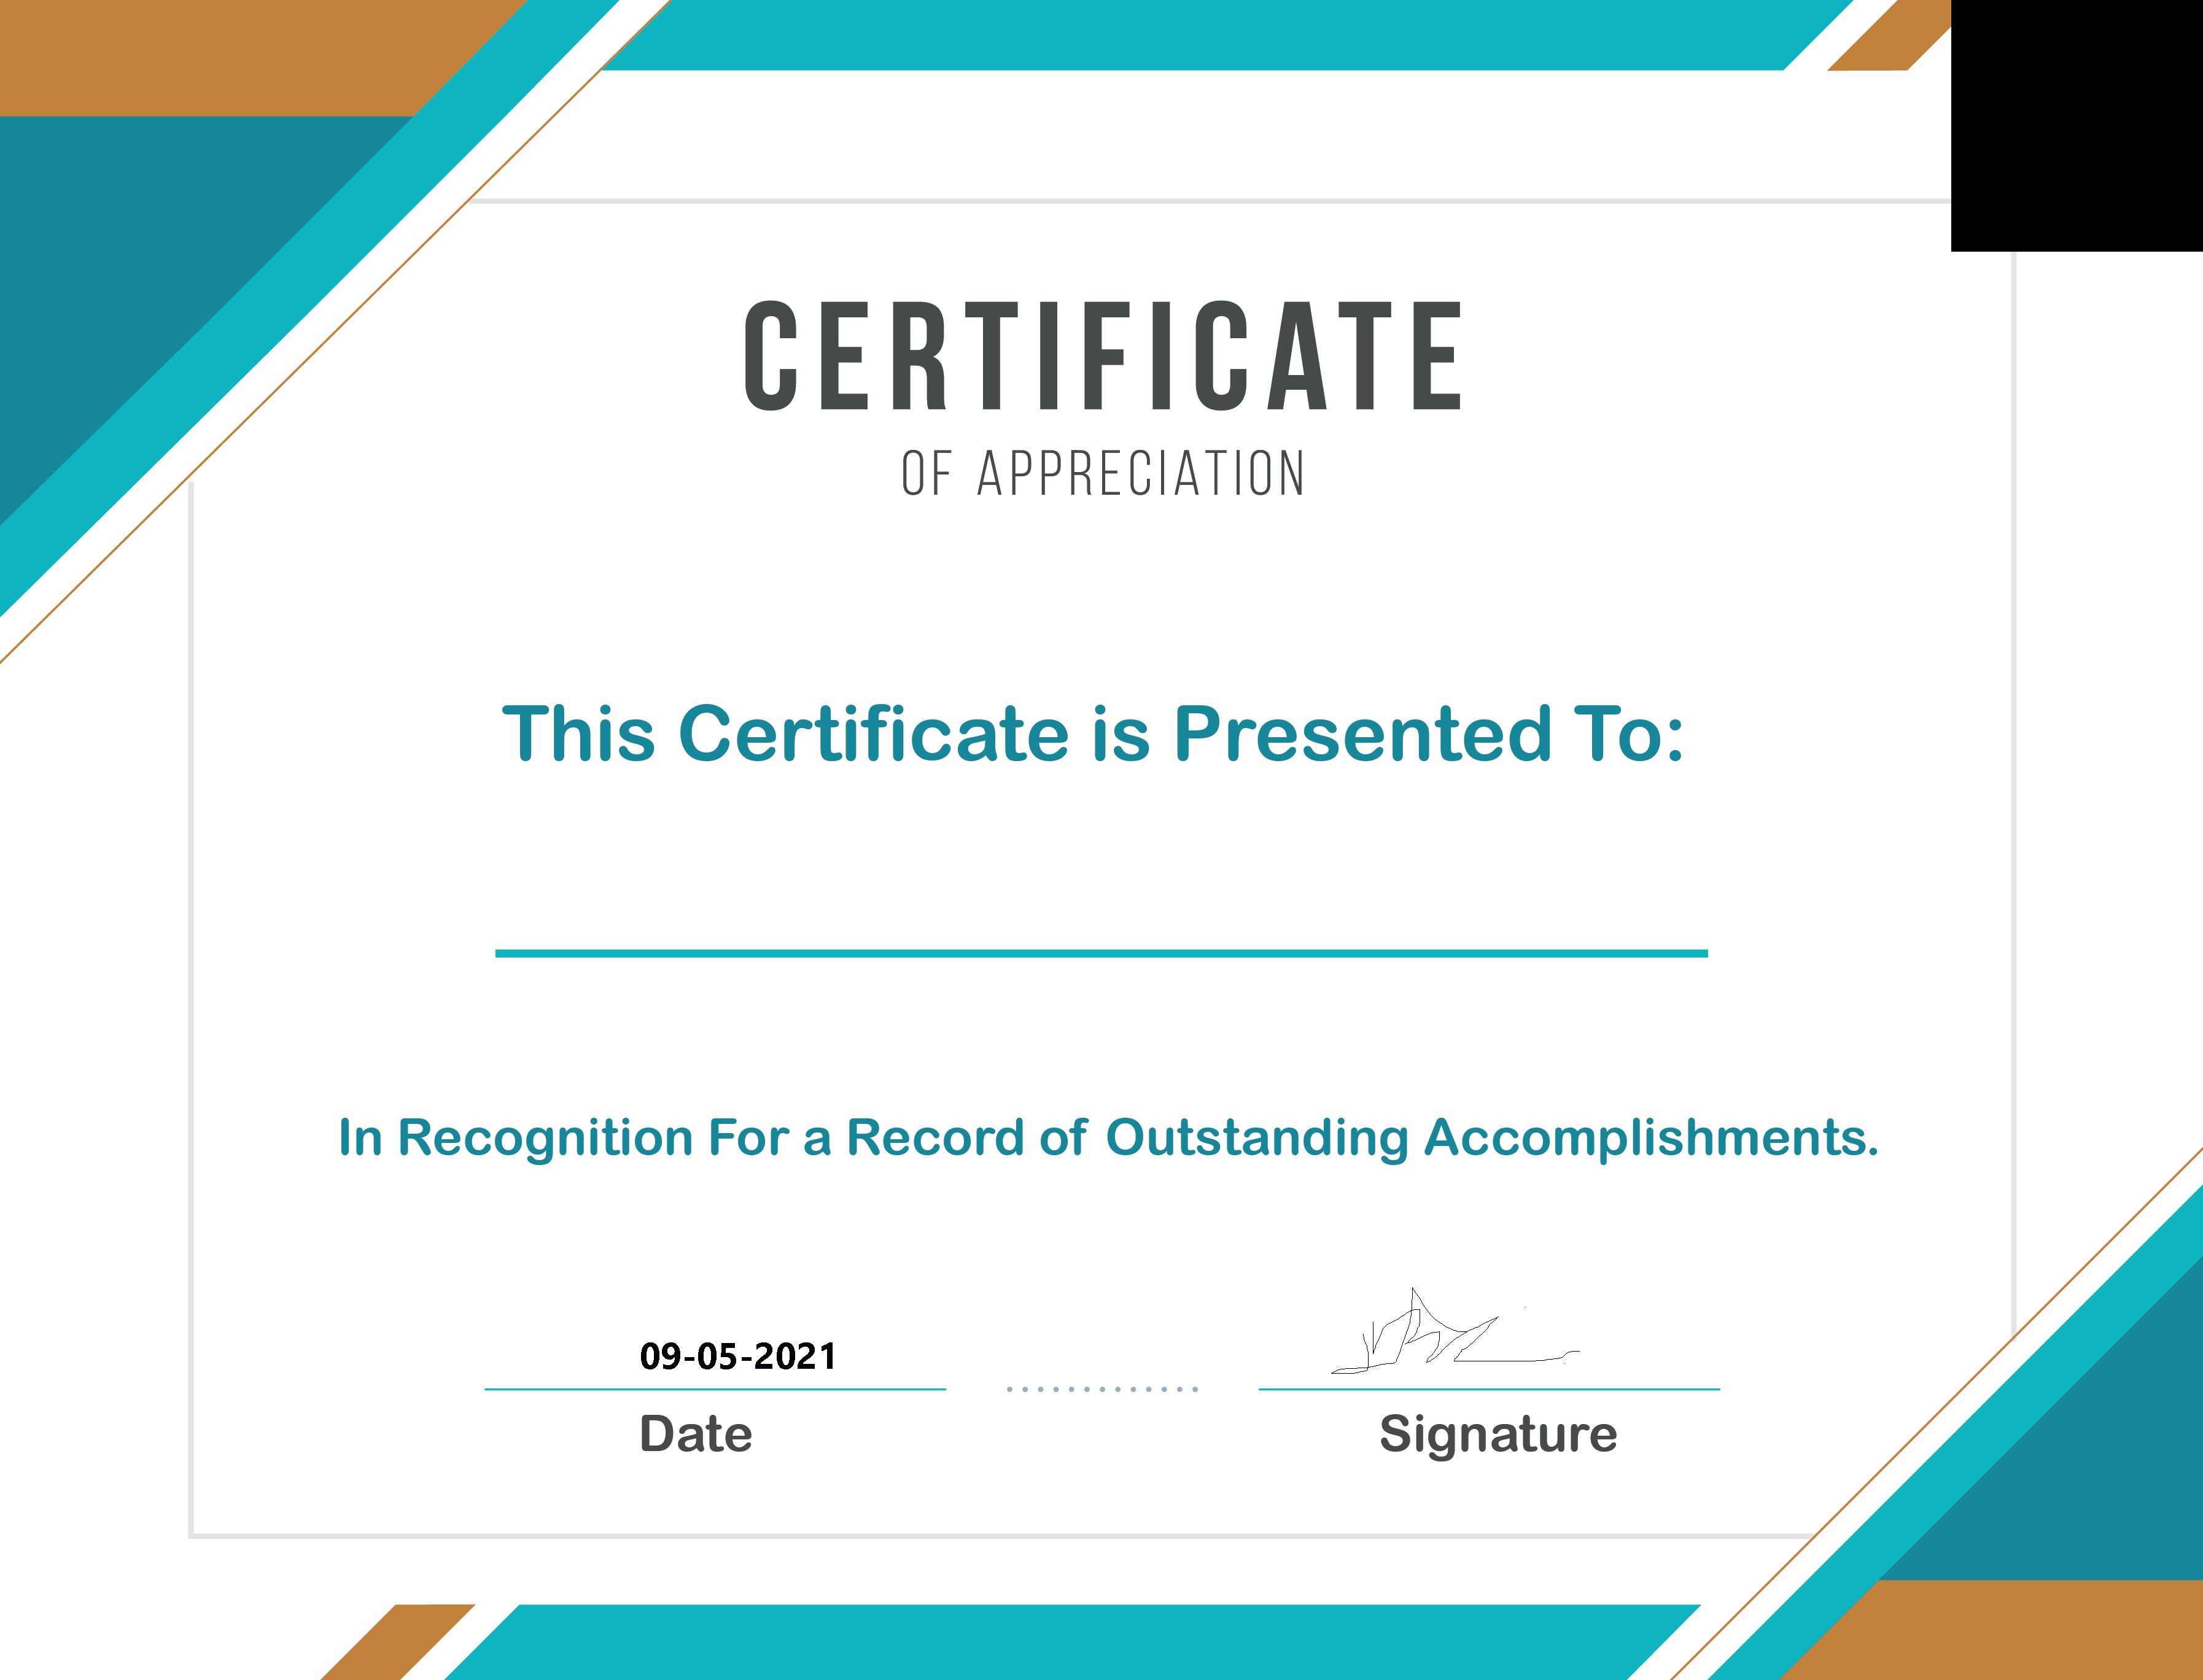 CERTIFICATE
OF APPRECIATION
This Certificate is Presented To:
In Recognition For a Record of Outstanding Accomplishments.
09-05-2021
Date
Signature